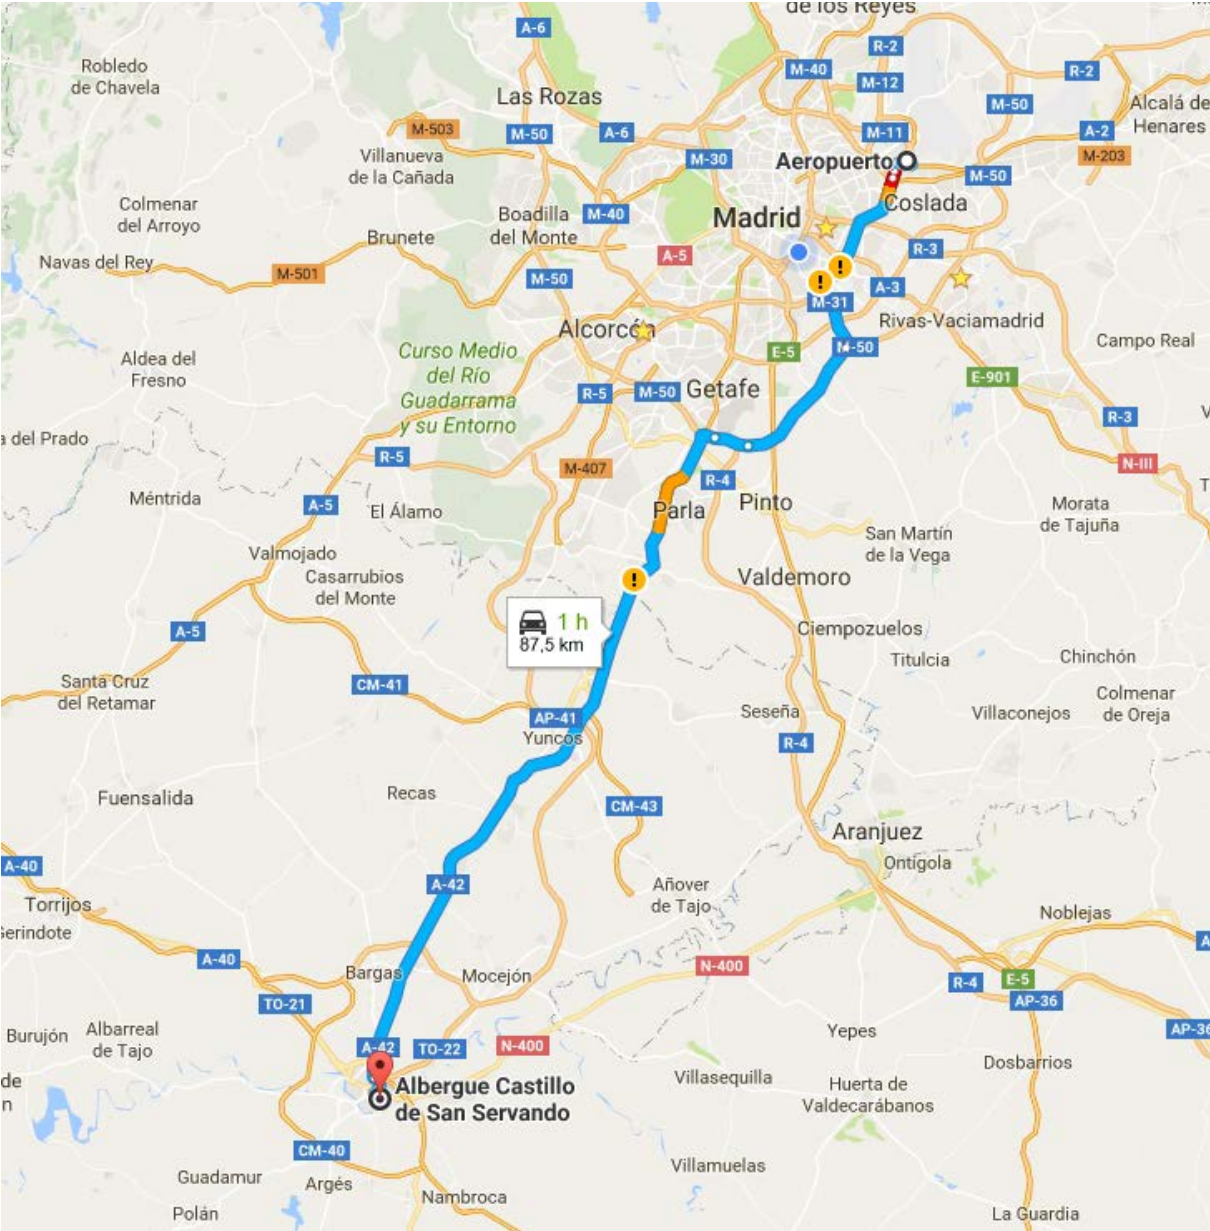 de los Reyes
A-6
R-2
Robledo
de Chavela
M-40
R-2
M-12
Las Rozas
M-50
Alcalá de
Henares
M-503
M-50
A-6
M-11
A-2
Villanueva
de la Cañada
M-30
Aeropuerto
M-203
M-50
Colmenar
del Arroyo
Boadilla
del Monte
M-40
Madrid
Coslada
Brunete
A-5
R-3
Navas del Rey
M-501
M-50
A-3
M-31
Alcorcón
Rivas-Vaciamadrid
Aldea del
Fresno
Curso Medio
del Río
Guadarrama
y su Entorno
E-5
M-50
Campo Real
R-5
M-50
Getafe
E-901
R-3
a del Prado
V
R-5
M-407
R-4
N-III
Méntrida
A-5
El Álamo
Parla
Pinto
Morata
de Tajuña
T
San Martín
de la Vega
Valmojado
Casarrubios
del Monte
Valdemoro
1 h
87,5 km
A-5
Ciempozuelos
Titulcia
Chinchón
Santa Cruz
del Retamar
CM-41
AP-41
Yuncos
Seseña
Villaconejos
Colmenar
de Oreja
R-4
Fuensalida
Recas
CM-43
Aranjuez
Ontígola
A-40
A-42
Añover
de Tajo
Torrijos
Gerindote
Noblejas
A-40
Bargas
Mocejón
N-400
R-4
E-5
AP-36
A
TO-21
Burujón
Albarreal
de Tajo
A-42
TO-22
N-400
Yepes
AP-36
Dosbarrios
de
n
Albergue Castillo
de San Servando
Villasequilla
Huerta de
Valdecarábanos
CM-40
Guadamur
Argés
Villamuelas
Polán
Nambroca
La Guardia